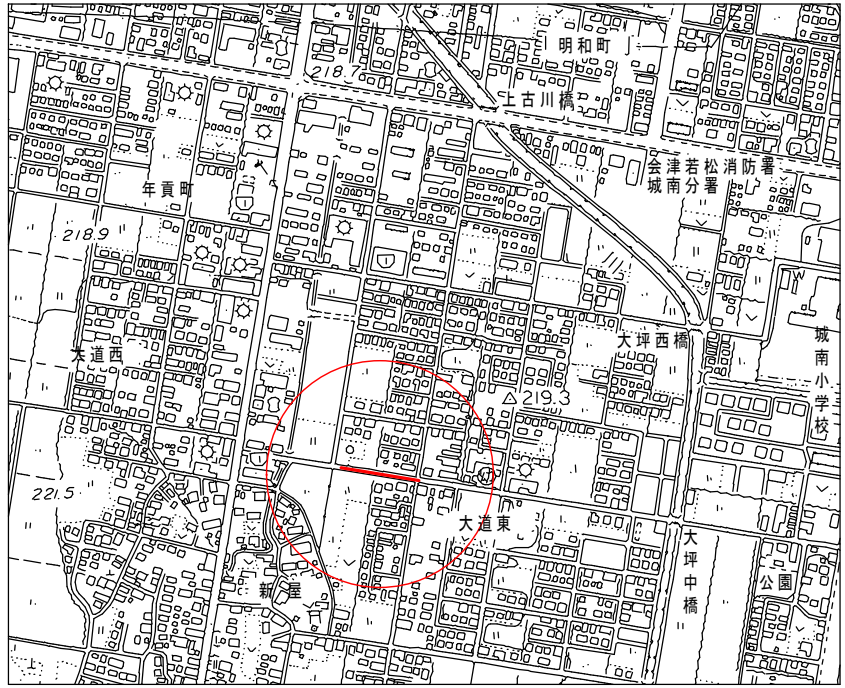 明和町
218.7
上古川橋
会津若松消防署
城南分署
年貢町
218.9
大坪西橋
大道西
城南小学校
219.3
221.5
大道東
大坪中橋
新屋
公園